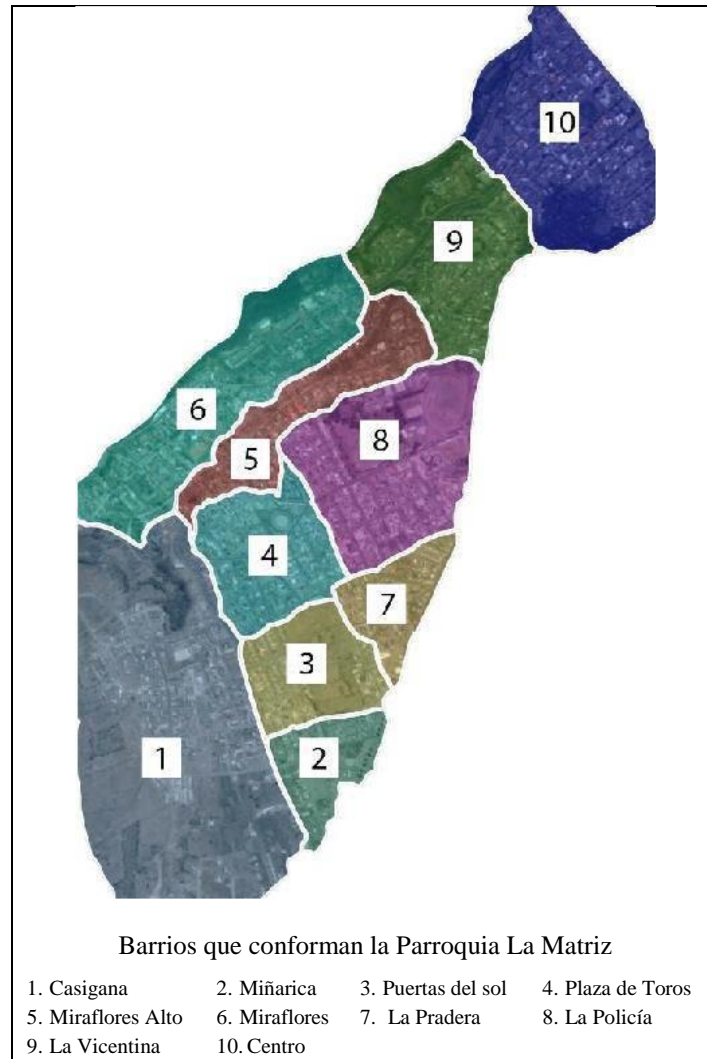 10
9
6
8
5
4
7
3
1
2
Barrios que conforman la Parroquia La Matriz
1. Casigana 2. Miñarica 3. Puertas del sol 4. Plaza de Toros
5. Miraflores Alto 6. Miraflores 7. La Pradera 8. La Policía
9. La Vicentina 10. Centro